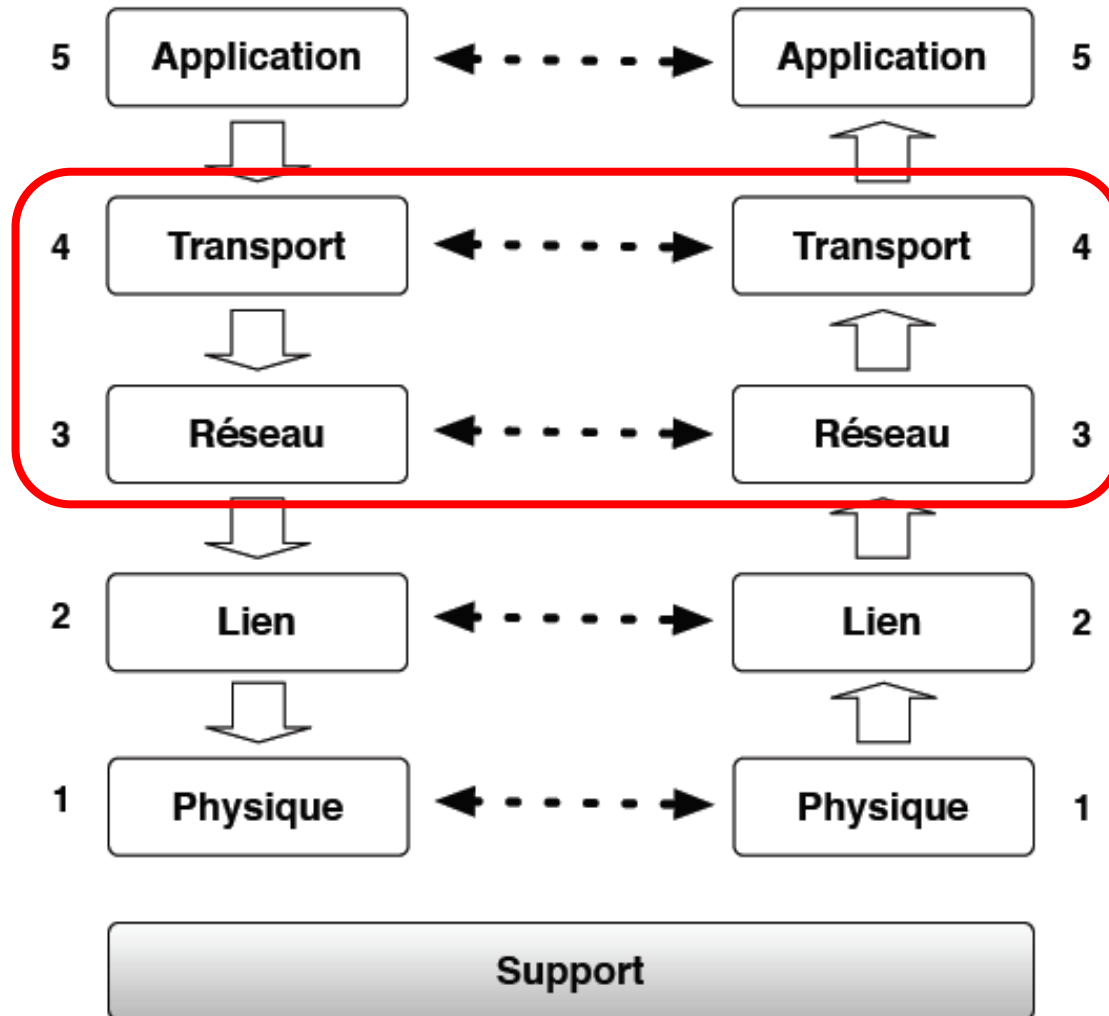 5 Application Application 5
4 Transport Transport 4
3 Réseau Réseau 3
2 Lien Lien 2
1 Physique Physique 1
Support